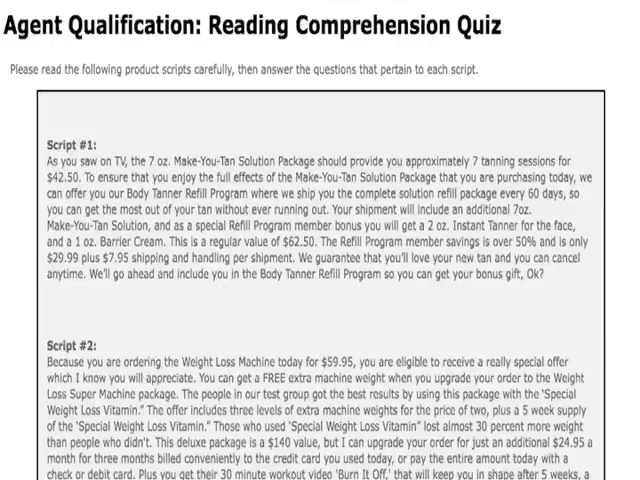 Agent Qualification: Reading Comprehension Quiz
Please read the following product scripts carefully, then answer the questions that pertain to each script.
Script #1:
As you saw on TV, the 7 oz. Make-You-Tan Solution Package should provide you approximately 7 tanning sessions for
$42.50. To ensure that you enjoy the full effects of the Make-You-Tan Solution Package that you are purchasing today, we
can offer you our Body Tanner Refill Program where we ship you the complete solution refill package every 60 days, so
you can get the most out of your tan without ever running out. Your shipment will include an additional 7oz.
Make-You-Tan Solution, and as a special Refill Program member bonus you will get a 2 oz. Instant Tanner for the face,
and a 1 oz. Barrier Cream. This is a regular value of $62.50. The Refill Program member savings is over 50% and is only
$29.99 plus $7.95 shipping and handling per shipment. We guarantee that you'll love your new tan and you can cancel
anytime. We'll go ahead and include you in the Body Tanner Refill Program so you can get your bonus gift, Ok?
Script #2:
Because you are ordering the Weight Loss Machine today for $59.95, you are eligible to receive a really special offer
which I know you will appreciate. You can get a FREE extra machine weight when you upgrade your order to the Weight
Loss Super Machine package. The people in our test group got the best results by using this package with the 'Special
Weight Loss Vitamin.” The offer includes three levels of extra machine weights for the price of two, plus a 5 week supply
of the 'Special Weight Loss Vitamin.' Those who used 'Special Weight Loss Vitamin” lost almost 30 percent more weight
than people who didn't. This deluxe package is a $140 value, but I can upgrade your order for just an additional $24.95 a
month for three months billed conveniently to the credit card you used today, or pay the entire amount today with a
check or debit card. Plus you get their 30 minute workout video 'Burn It Off,' that will keep you in shape after 5 weeks, a